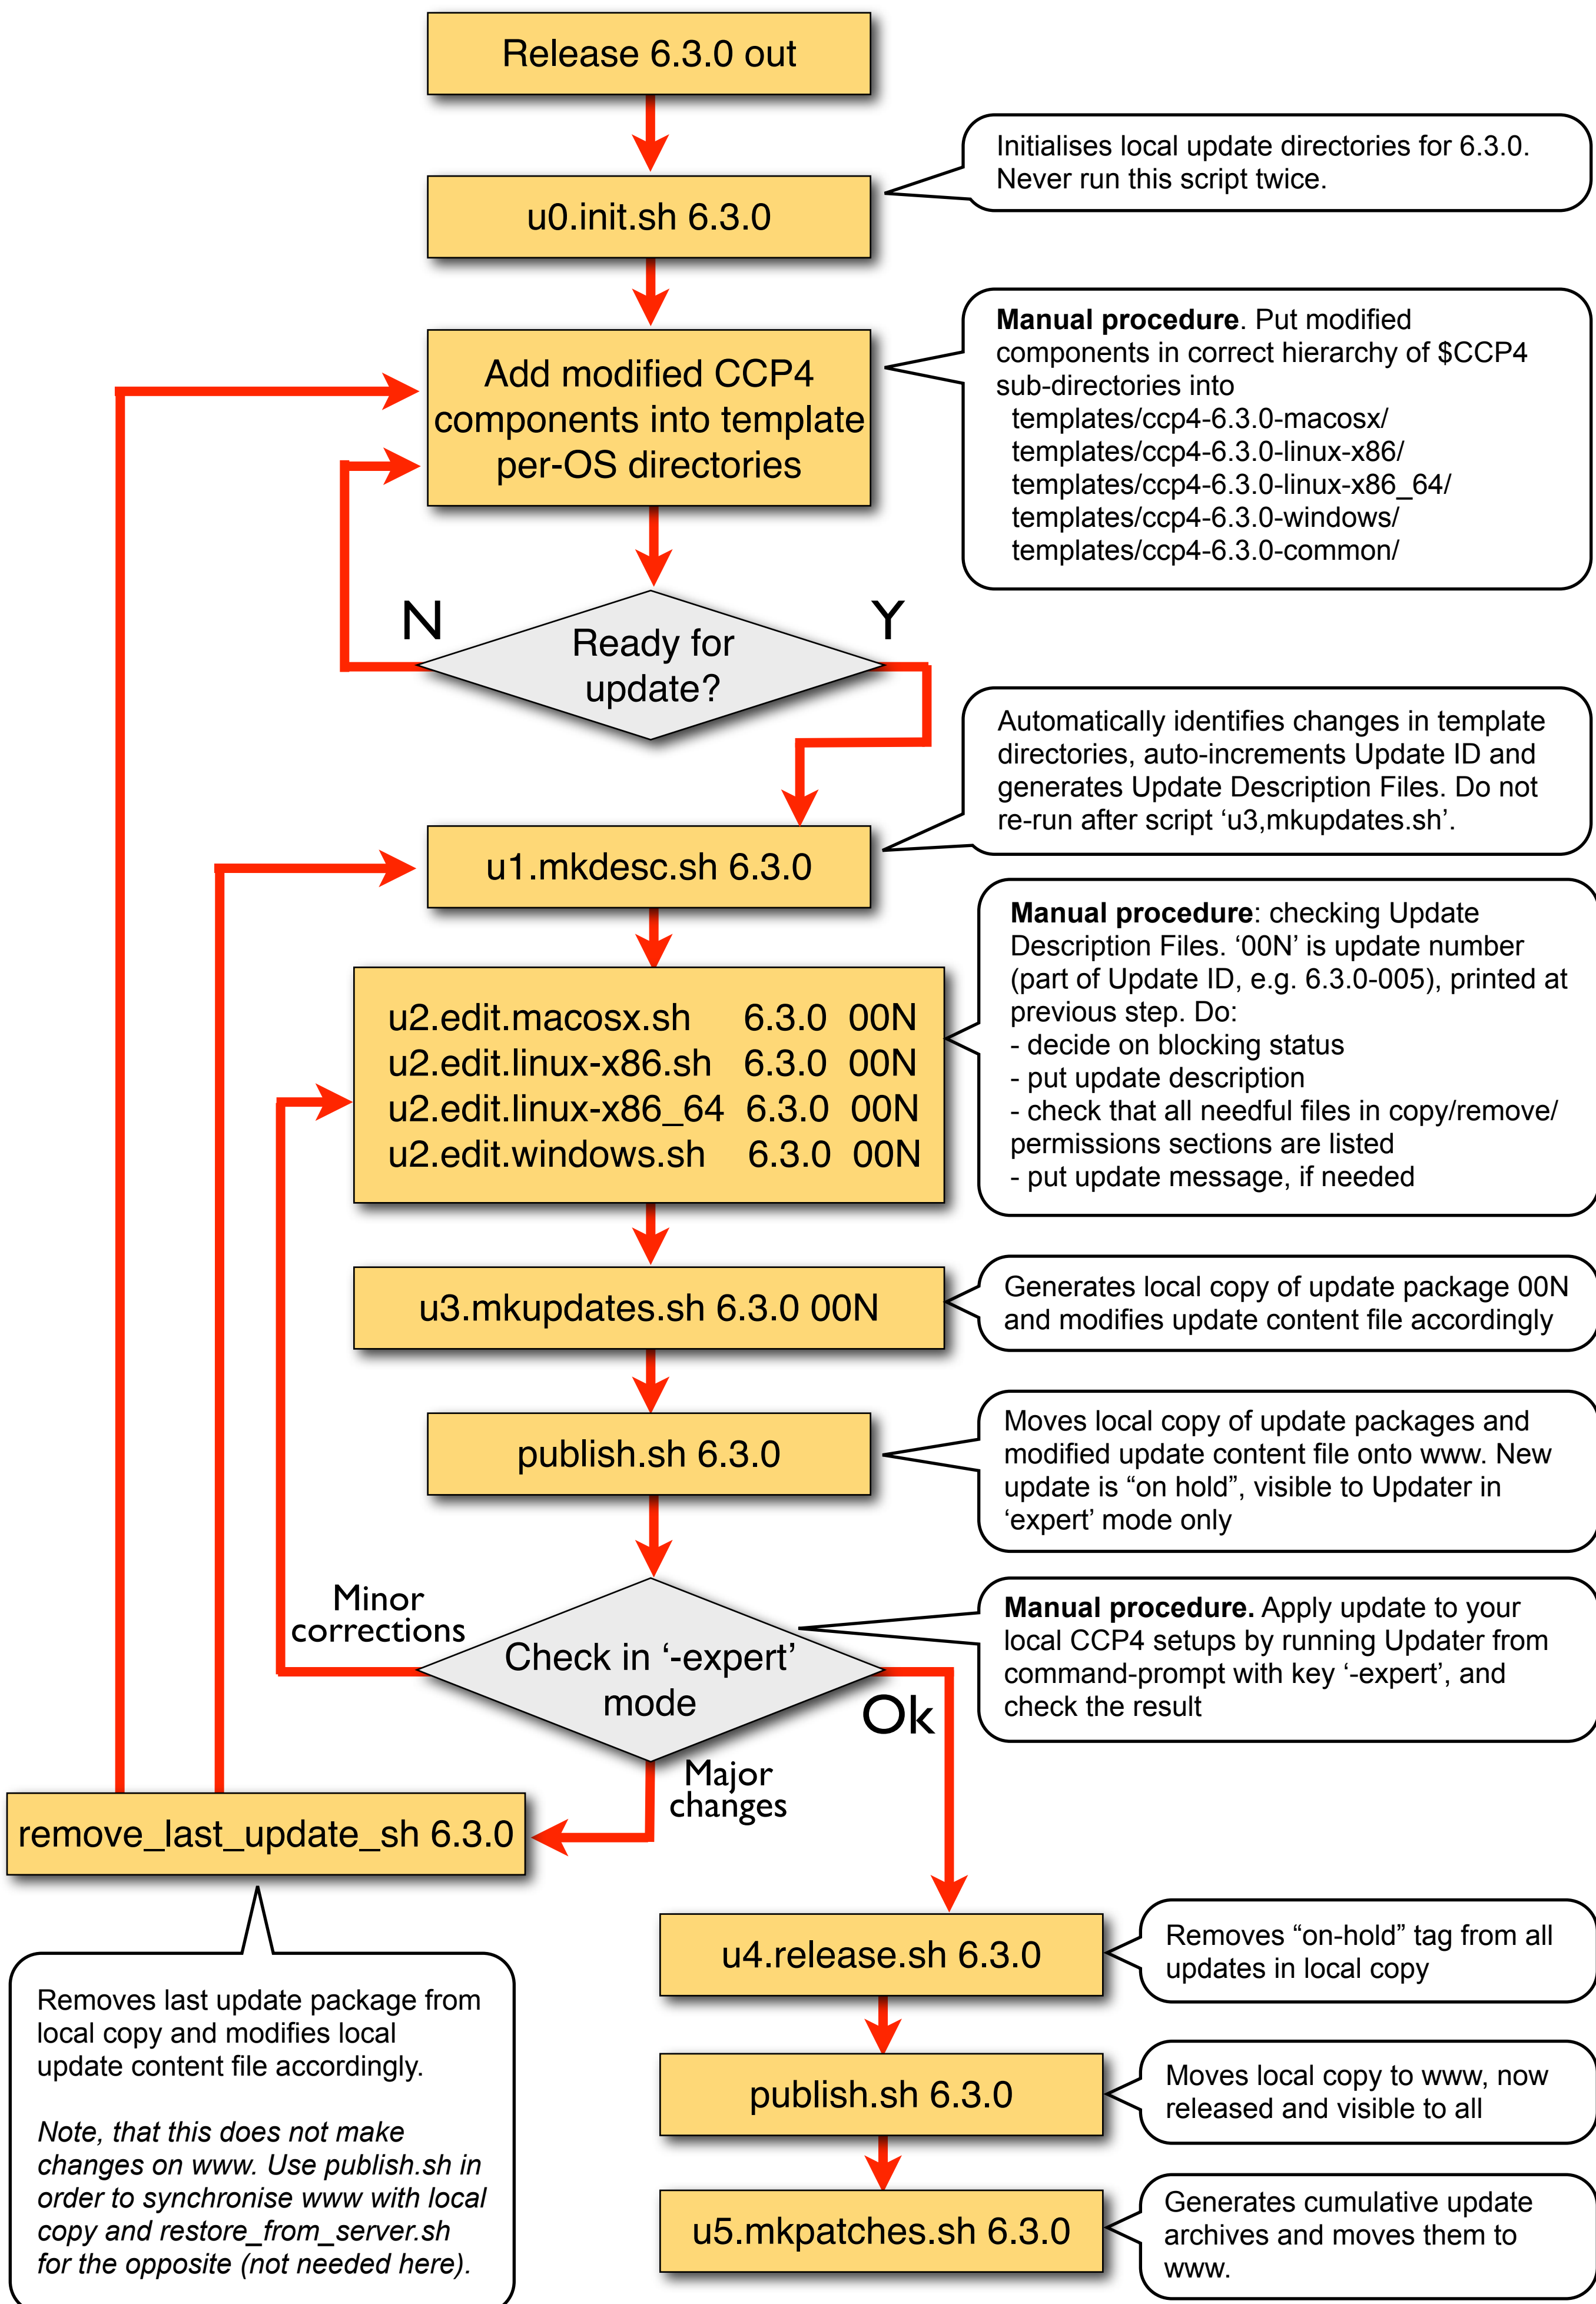 Release 6.3.0 out
Initialises local update directories for 6.3.0.
Never run this script twice.
u0.init.sh 6.3.0
Manual procedure. Put modified
components in correct hierarchy of $CCP4
sub-directories into
templates/ccp4-6.3.0-macosx/
templates/ccp4-6.3.0-linux-x86/
templates/ccp4-6.3.0-linux-x86_64/
templates/ccp4-6.3.0-windows/
templates/ccp4-6.3.0-common/
Add modified CCP4
components into template
per-OS directories
N
Y
Ready for
update?
Automatically identifies changes in template
directories, auto-increments Update ID and
generates Update Description Files. Do not
re-run after script ‘u3,mkupdates.sh’.
u1.mkdesc.sh 6.3.0
Manual procedure: checking Update
Description Files. ‘00N’ is update number
(part of Update ID, e.g. 6.3.0-005), printed at
previous step. Do:
- decide on blocking status
- put update description
- check that all needful files in copy/remove/
permissions sections are listed
- put update message, if needed
u2.edit.macosx.sh 6.3.0 00N
u2.edit.linux-x86.sh 6.3.0 00N
u2.edit.linux-x86_64 6.3.0 00N
u2.edit.windows.sh 6.3.0 00N
u3.mkupdates.sh 6.3.0 00N
Generates local copy of update package 00N
and modifies update content file accordingly
publish.sh 6.3.0
Moves local copy of update packages and
modified update content file onto www. New
update is “on hold”, visible to Updater in
‘expert’ mode only
Minor
corrections
Check in ‘-expert’
mode
Ok
Major
changes
Manual procedure. Apply update to your
local CCP4 setups by running Updater from
command-prompt with key ‘-expert’, and
check the result
remove_last_update_sh 6.3.0
Removes last update package from
local copy and modifies local
update content file accordingly.
Note, that this does not make
changes on www. Use publish.sh in
order to synchronise www with local
copy and restore_from_server.sh
for the opposite (not needed here).
u4.release.sh 6.3.0
Removes “on-hold” tag from all
updates in local copy
publish.sh 6.3.0
Moves local copy to www, now
released and visible to all
u5.mkpatches.sh 6.3.0
Generates cumulative update
archives and moves them to
www.